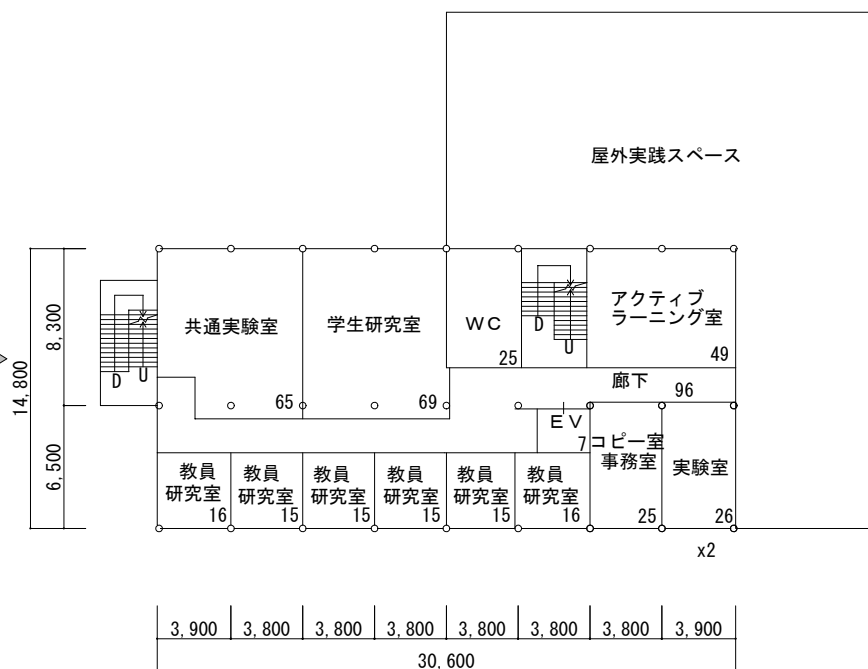 屋外実践スペース
共通実験室
65
学生研究室
69
WC
25
D U
D
U
アクティブ
ラーニング室
49
廊下
96
EV
7
コピー室
事務室
25
実験室
26
x2
教員
研究室
16
教員
研究室
15
教員
研究室
15
教員
研究室
15
教員
研究室
15
教員
研究室
16
8,300
14,800
6,500
3,900
3,800
3,800
3,800
3,800
3,800
3,800
3,900
30,600